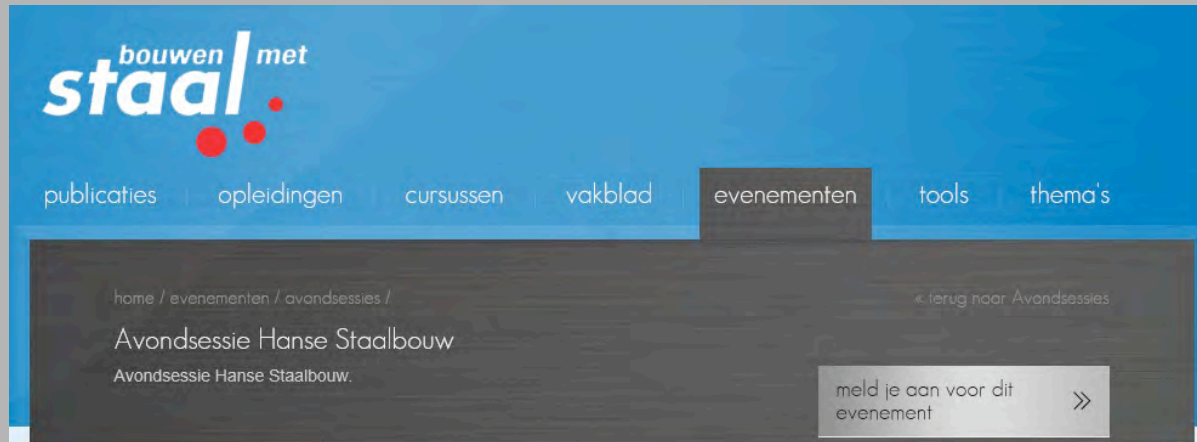 bouwen met
staal
publicaties opleidingen cursussen vakblad evenementen tools thema's
home / evenementen / avondsessies /
« terug naar Avondsessies
Avondsessie Hanse Staalbouw
Avondsessie Hanse Staalbouw.
meld je aan voor dit
evenement »